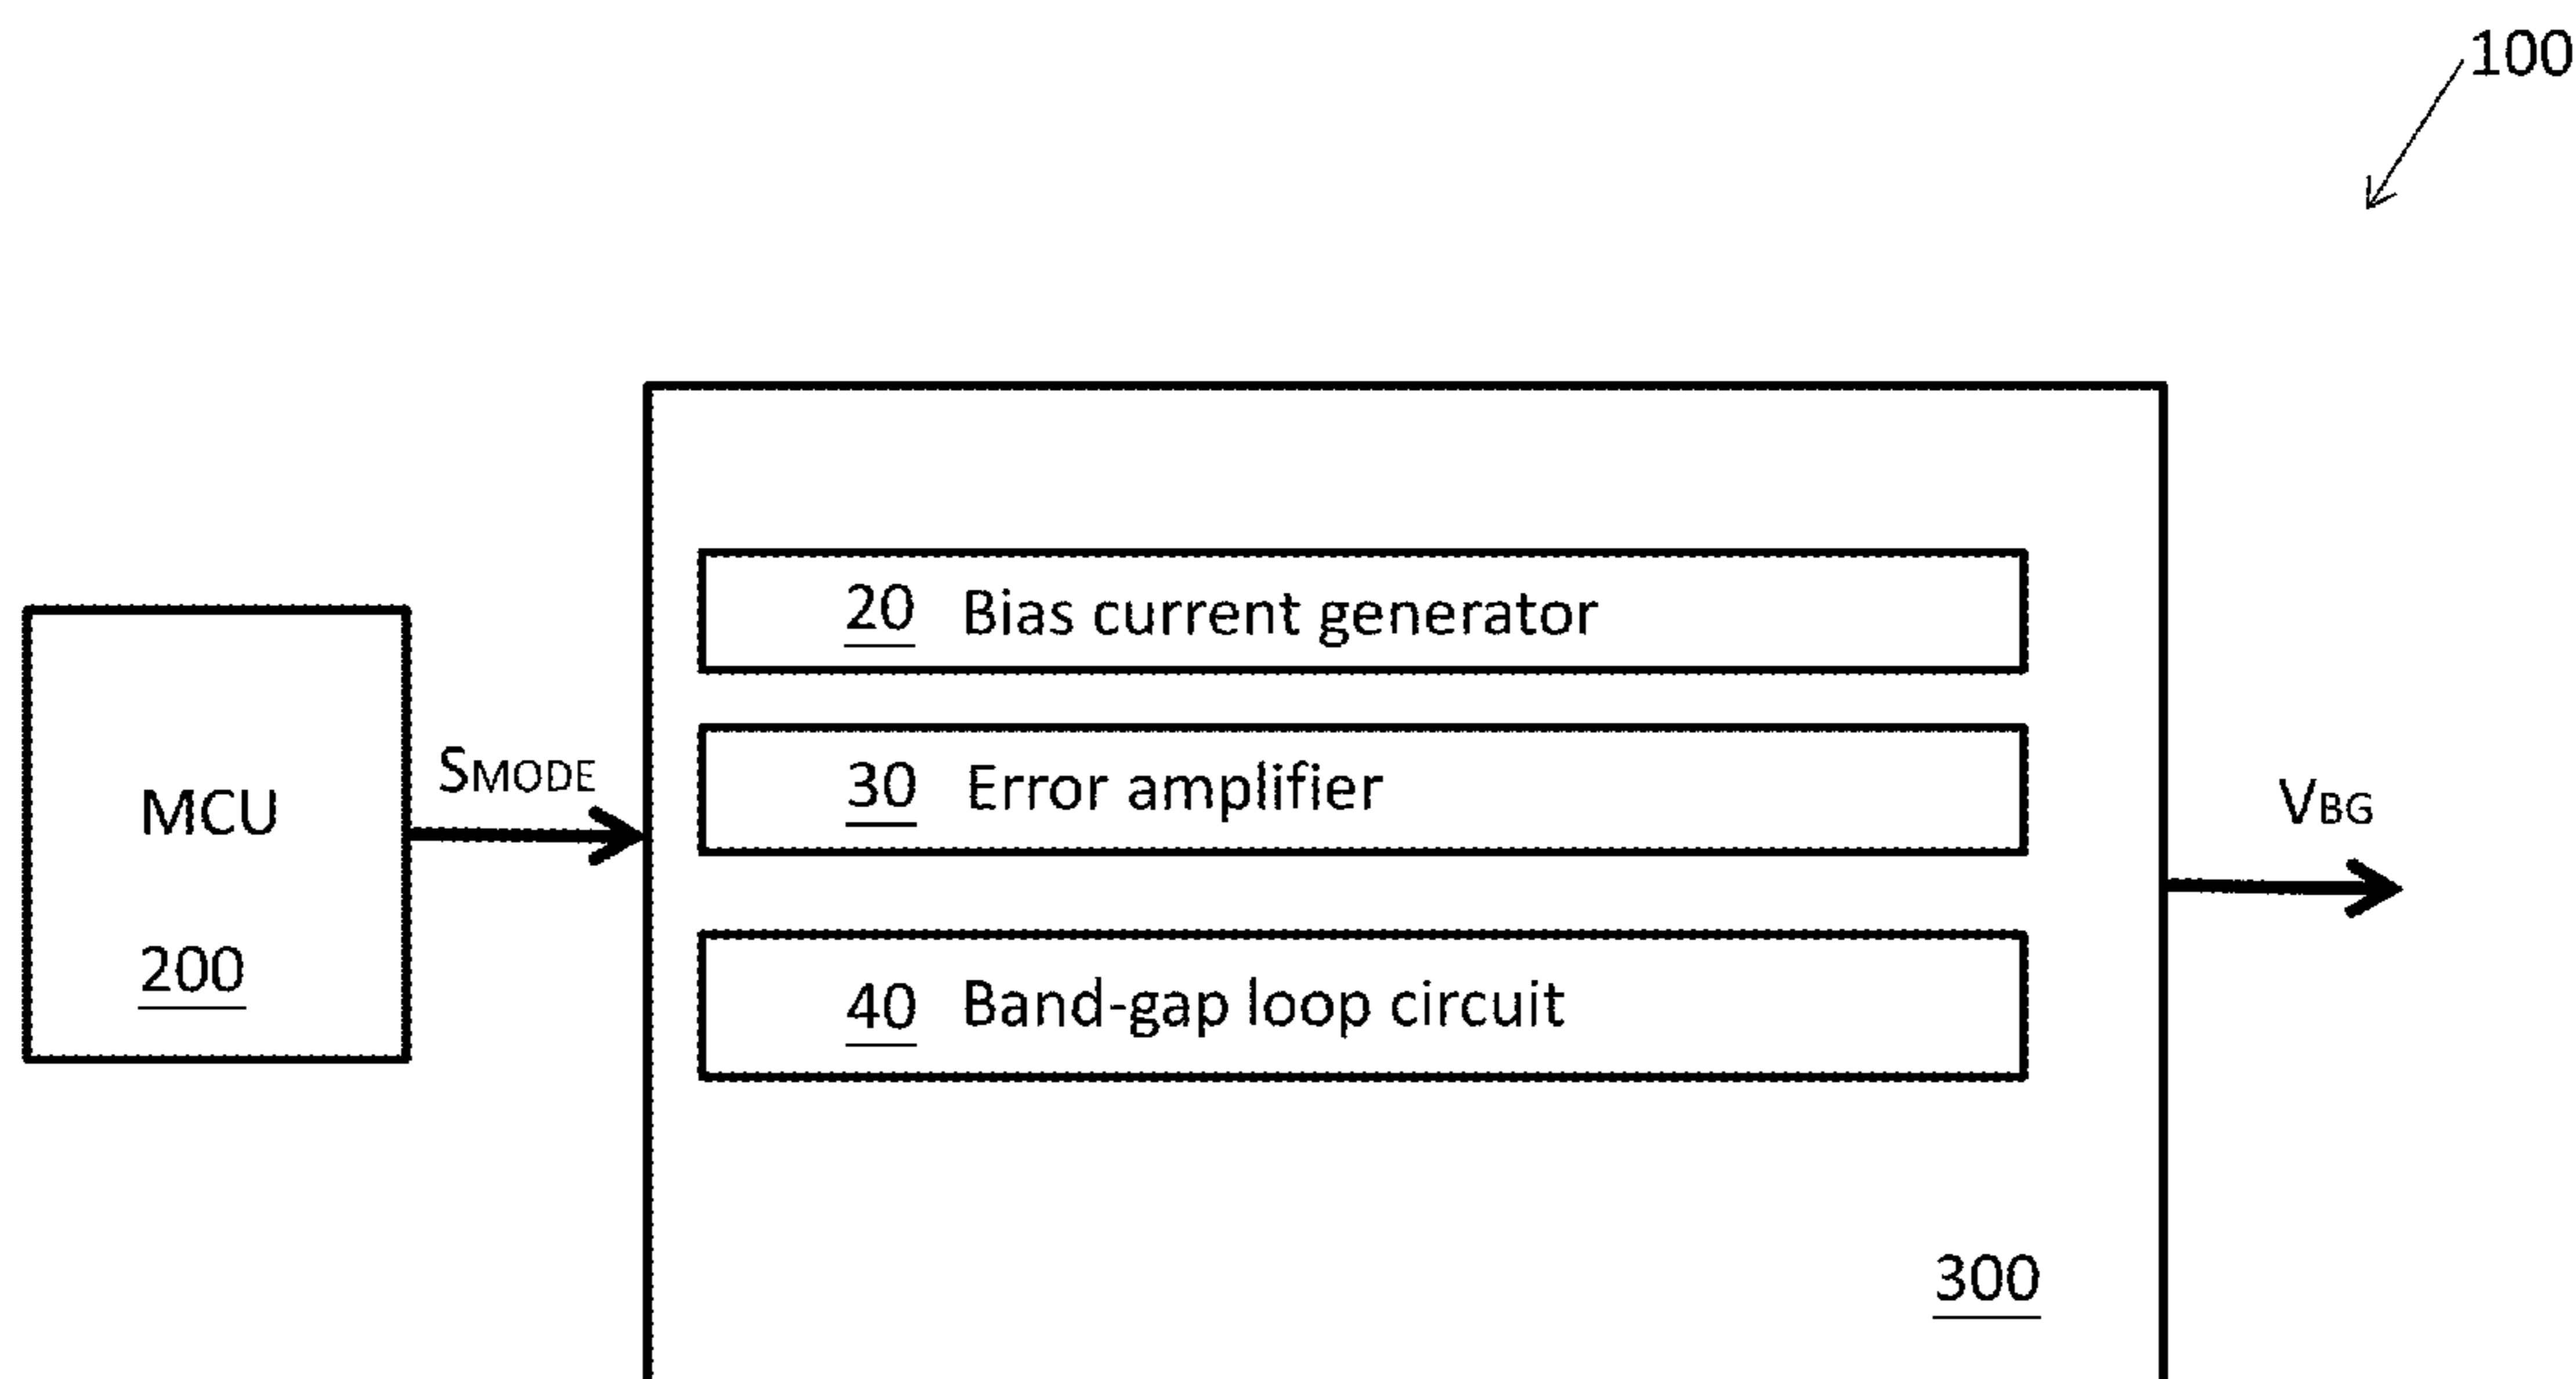 100
20 Bias current generator
SMODE
MCU
30 Error amplifier
VBG
200
40 Band-gap loop circuit
300